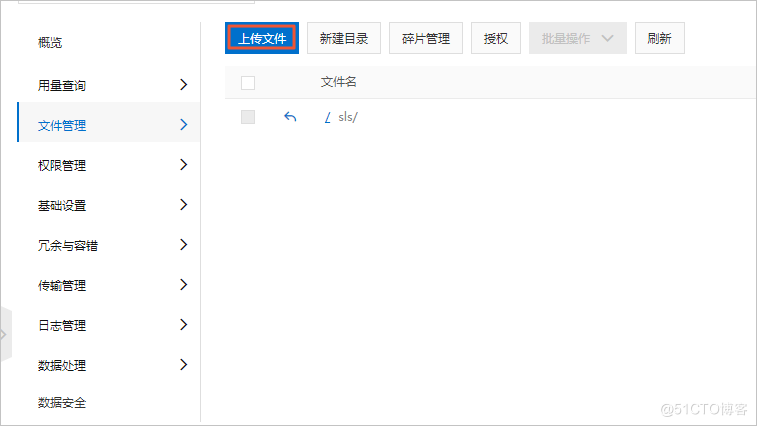 概览
用量查询
文件管理
权限管理
基础设置
冗余与容错
传输管理
日志管理
数据处理
数据安全
上传文件 新建目录 碎片管理 授权 批量操作 刷新
文件名
/ sls/
@51CTO博客